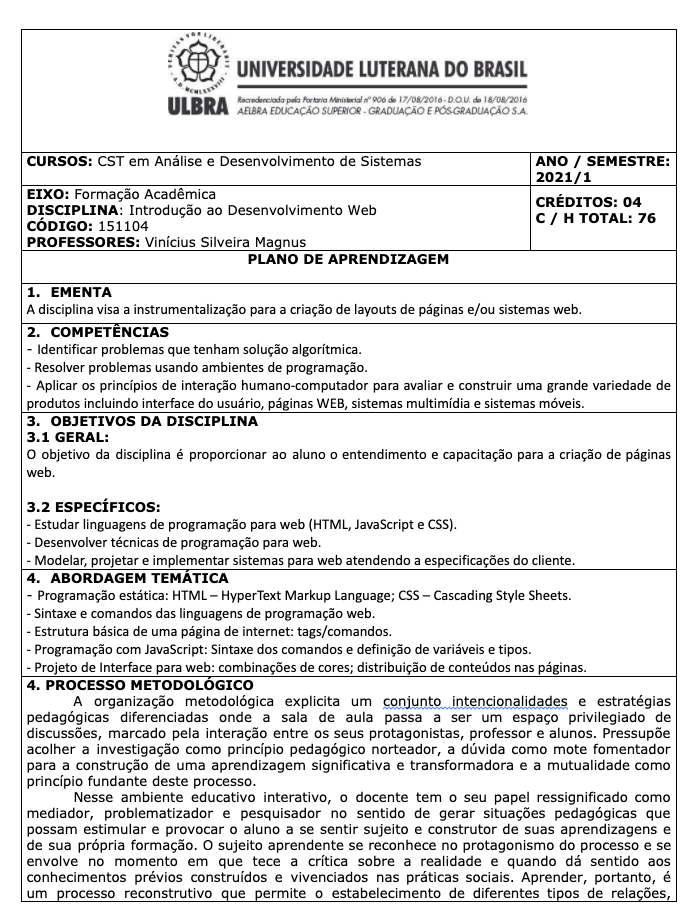 UNIVERSIDADE LUTERANA DO BRASIL
ULBRA
Recredenciada pela Portaria Ministerial nº 906 de 17/08/2016 - D.O.U. de 18/08/2016
AELBRA EDUCAÇÃO SUPERIOR - GRADUAÇÃO E PÓS-GRADUAÇÃO S.A.
CURSOS: CST em Análise e Desenvolvimento de Sistemas
ANO / SEMESTRE:
2021/1
EIXO: Formação Acadêmica
DISCIPLINA: Introdução ao Desenvolvimento Web
CÓDIGO: 151104
PROFESSORES: Vinícius Silveira Magnus
CRÉDITOS: 04
C / H TOTAL: 76
PLANO DE APRENDIZAGEM
1. EMENTA
A disciplina visa a instrumentalização para a criação de layouts de páginas e/ou sistemas web.
2. COMPETÊNCIAS
- Identificar problemas que tenham solução algorítmica.
- Resolver problemas usando ambientes de programação.
- Aplicar os princípios de interação humano-computador para avaliar e construir uma grande variedade de
produtos incluindo interface do usuário, páginas WEB, sistemas multimídia e sistemas móveis.
3. OBJETIVOS DA DISCIPLINA
3.1 GERAL:
O objetivo da disciplina é proporcionar ao aluno o entendimento e capacitação para a criação de páginas
web.
3.2 ESPECÍFICOS:
- Estudar linguagens de programação para web (HTML, JavaScript e CSS).
- Desenvolver técnicas de programação para web.
- Modelar, projetar e implementar sistemas para web atendendo a especificações do cliente.
4. ABORDAGEM TEMÁTICA
- Programação estática: HTML – HyperText Markup Language; CSS – Cascading Style Sheets.
- Sintaxe e comandos das linguagens de programação web.
- Estrutura básica de uma página de internet: tags/comandos.
- Programação com JavaScript: Sintaxe dos comandos e definição de variáveis e tipos.
- Projeto de Interface para web: combinações de cores; distribuição de conteúdos nas páginas.
4. PROCESSO METODOLÓGICO
A organização metodológica explicita um conjunto intencionalidades e estratégias
pedagógicas diferenciadas onde a sala de aula passa a ser um espaço privilegiado de
discussões, marcado pela interação entre os seus protagonistas, professor e alunos. Pressupõe
acolher a investigação como princípio pedagógico norteador, a dúvida como mote fomentador
para a construção de uma aprendizagem significativa e transformadora e a mutualidade como
princípio fundante deste processo.
Nesse ambiente educativo interativo, o docente tem o seu papel ressignificado como
mediador, problematizador e pesquisador no sentido de gerar situações pedagógicas que
possam estimular e provocar o aluno a se sentir sujeito e construtor de suas aprendizagens e
de sua própria formação. O sujeito aprendente se reconhece no protagonismo do processo e se
envolve no momento em que tece a crítica sobre a realidade e quando dá sentido aos
conhecimentos prévios construídos e vivenciados nas práticas sociais. Aprender, portanto, é
um processo reconstrutivo que permite o estabelecimento de diferentes tipos de relações,